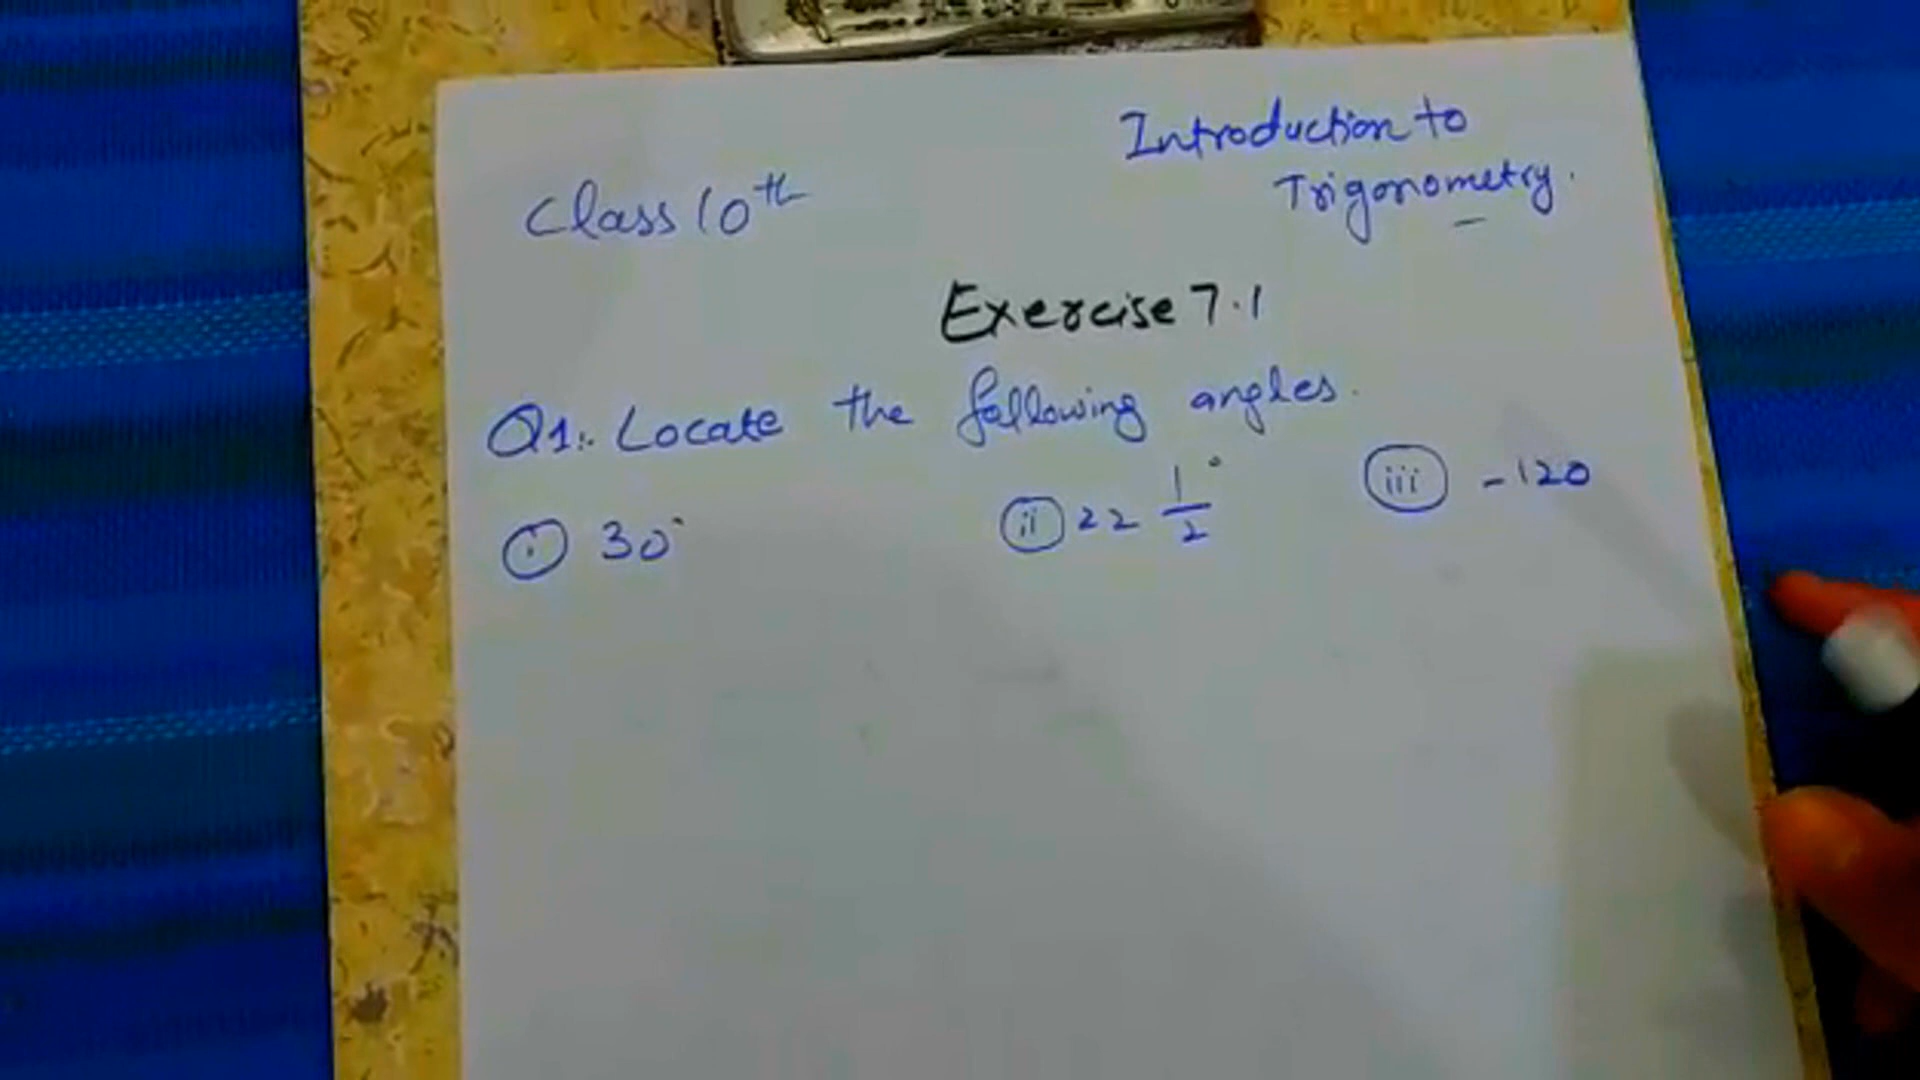 Introduction to
Trigonometry.
Class 10th
Exercise 7.1
Q1:. Locate the following angles.
(i) 30° (ii) 22 1/2° (iii) -120